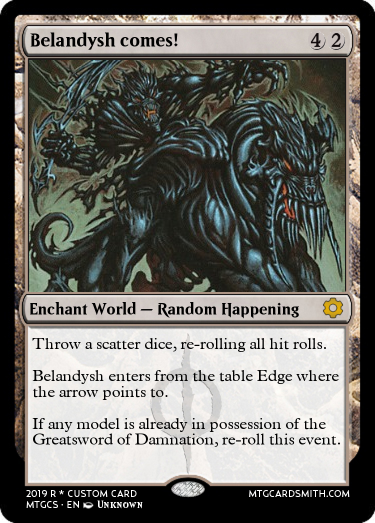 Belandysh comes! 4 2
Enchant World — Random Happening
Throw a scatter dice, re-rolling all hit rolls.
Belandysh enters from the table Edge where
the arrow points to.
If any model is already in possession of the
Greatsword of Damnation, re-roll this event.
2019 R * CUSTOM CARD
MTGCS · EN Unknown
MTGCARDSMITH.COM